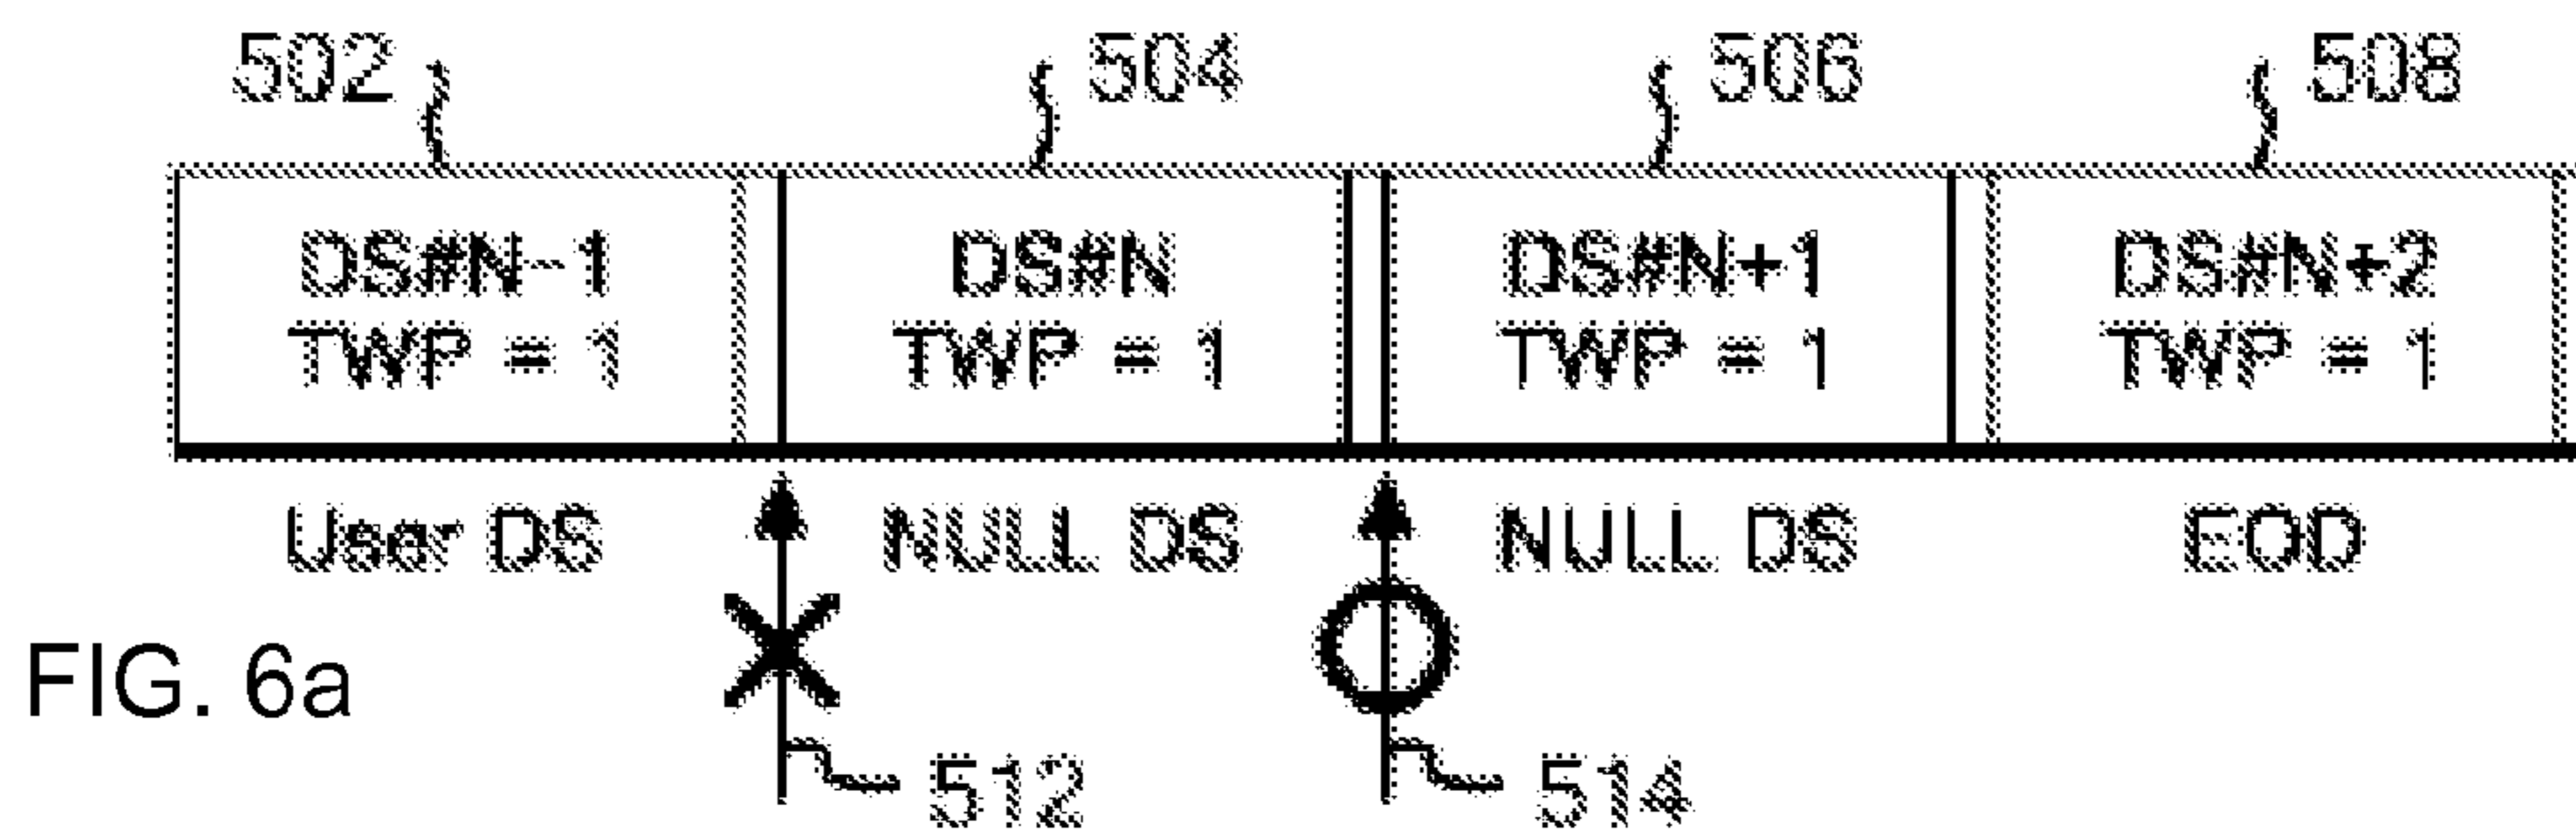 502 504 506 508
DS#N-1 DS#N DS#N+1 DS#N+2
TWP = 1 TWP = 1 TWP = 1 TWP = 1
User DS NULL DS NULL DS EOD
FIG. 6a
512 514